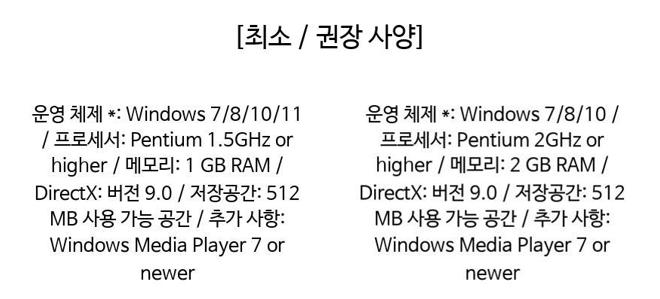 [최소 / 권장 사양]
운영 체제 *: Windows 7/8/10/11
/ 프로세서: Pentium 1.5GHz or
higher / 메모리: 1 GB RAM /
DirectX: 버전 9.0 / 저장공간: 512
MB 사용 가능 공간 / 추가 사항:
Windows Media Player 7 or
newer
운영 체제 *: Windows 7/8/10 /
프로세서: Pentium 2GHz or
higher / 메모리: 2 GB RAM /
DirectX: 버전 9.0 / 저장공간: 512
MB 사용 가능 공간 / 추가 사항:
Windows Media Player 7 or
newer